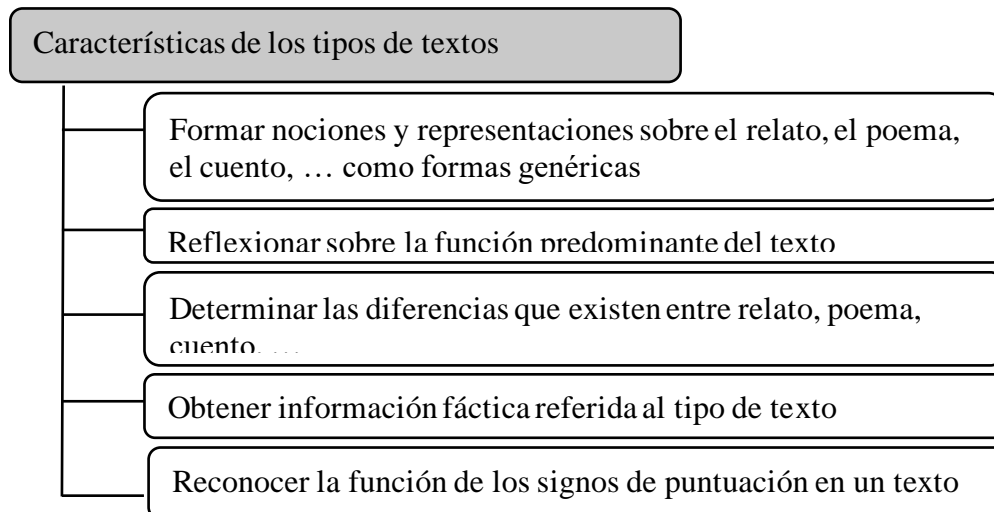 Características de los tipos de textos
Formar nociones y representaciones sobre el relato, el poema,
el cuento, … como formas genéricas
Reflexionar sobre la función predominante del texto
Determinar las diferencias que existen entre relato, poema,
cuento, …
Obtener información fáctica referida al tipo de texto
Reconocer la función de los signos de puntuación en un texto